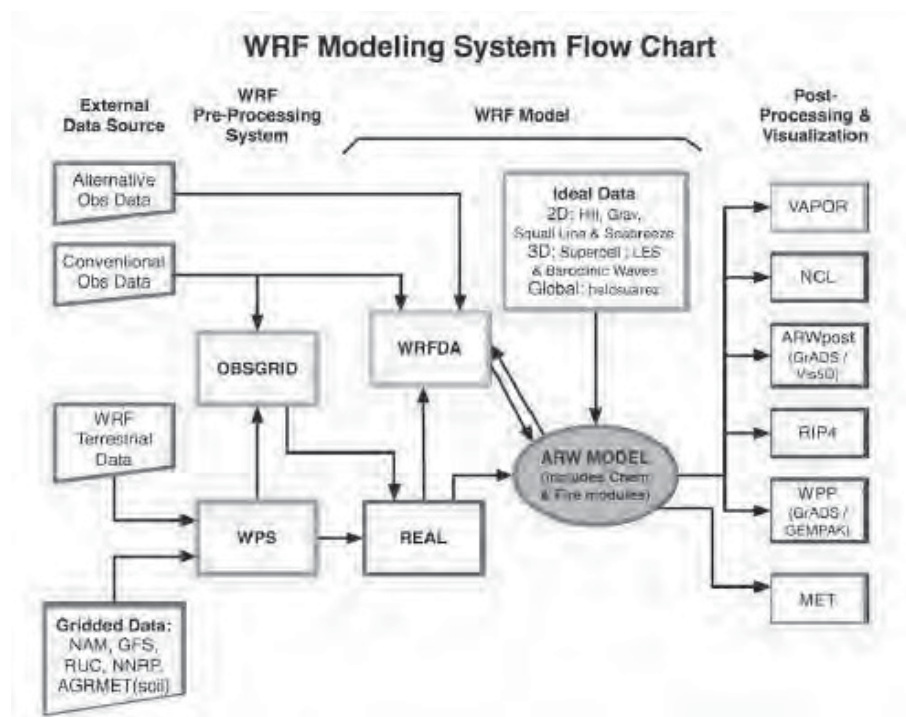 WRF Modeling System Flow Chart
External
Data Source
WRF
Pre-Processing
System
WRF Model
Post-
Processing &
Visualization
Alternative
Obs Data
Conventional
Obs Data
OBSGRID
WRF
Terrestrial
Data
WPS
Gridded Data:
NAM, GFS,
RUC, NNRP,
AGRMET(soil)
WRFDA
REAL
Ideal Data
2D: Hill, Grav,
Squall Line & Seabreeze
3D: Supercell ; LES
& Baroclinic Waves
Global: heldsuarez
ARW MODEL
(includes Chem
& Fire modules)
VAPOR
NCL
ARWpost
(GrADS /
Vis5D)
RIP4
WPP
(GrADS /
GEMPAK)
MET